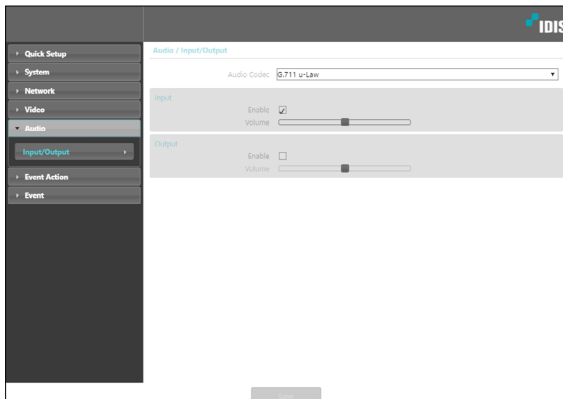 IDIS
Quick Setup
System
Network
Video
Audio
Input/Output
Event Action
Event
Audio / Input/Output
Audio Codec G.711 u-Law
Input
Enable
Volume
Output
Enable
Volume
Save